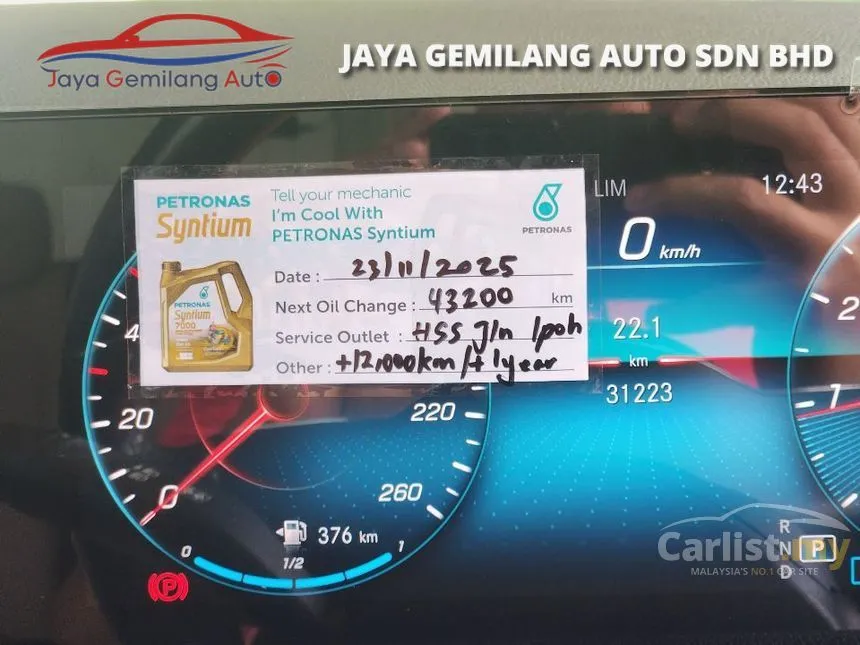 Jaya Gemilang Auto
JAYA GEMILANG AUTO SDN BHD
PETRONAS
Syntium
Tell your mechanic
I'm Cool With
PETRONAS Syntium
PETRONAS
Date : 23/11/2025
Next Oil Change : 43200 km
Service Outlet : HSS Jln Ipoh
Other : +12,000km/+1year
PETRONAS
Syntium
7000
LIM
12:43
0 km/h
22.1
km
31223
4
20
0
220
260
376 km
0
1/2
1
P
2
1
R
N
P
D
Carlist.my
MALAYSIA'S NO.1 CAR SITE